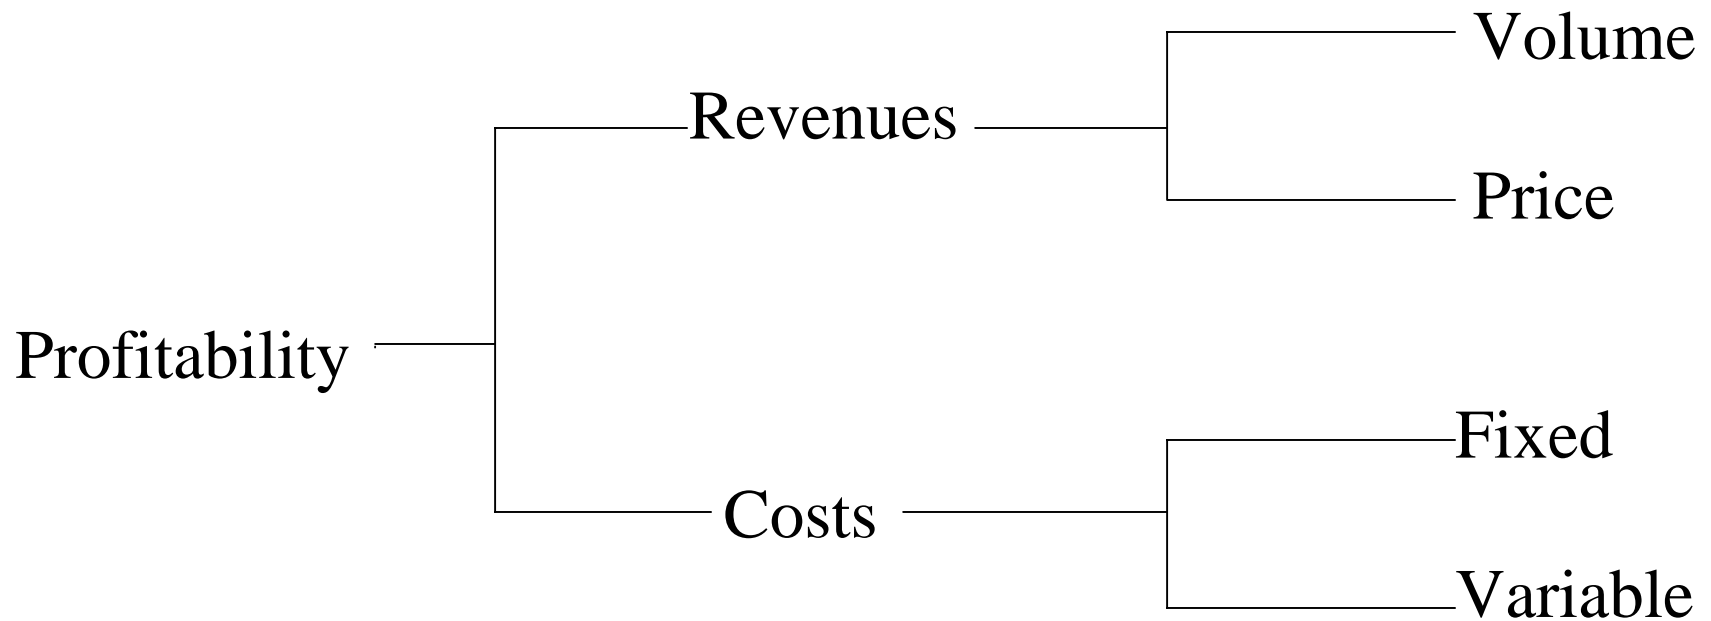 Volume
Revenues
Price
Profitability
Fixed
Costs
Variable